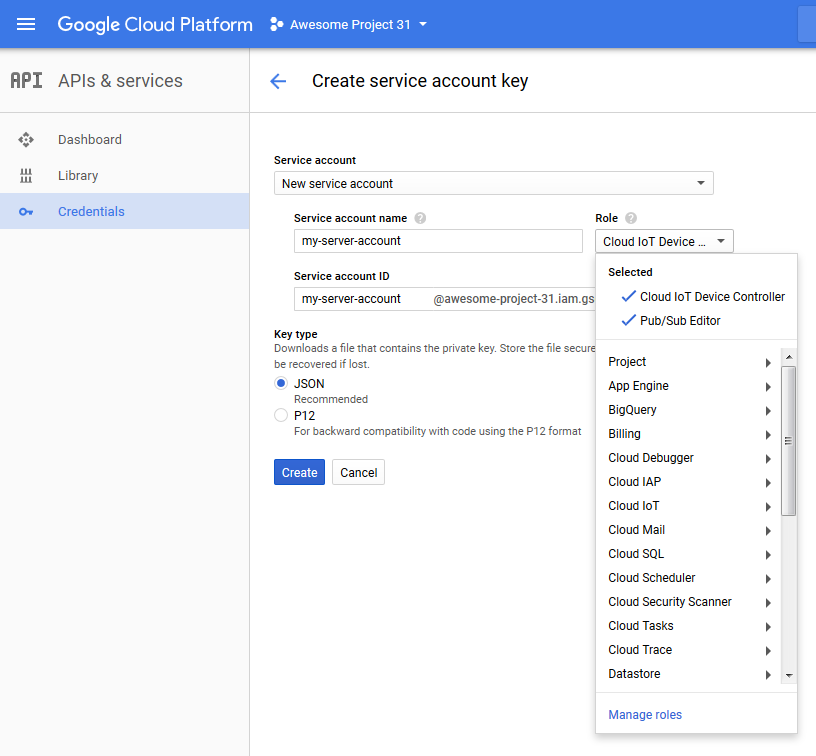 Google Cloud Platform Awesome Project 31
API APIs & services
Create service account key
Dashboard
Library
Credentials
Service account
New service account
Service account name
Role
my-server-account
Cloud IoT Device ...
Service account ID
my-server-account @awesome-project-31.iam.gs
Key type
Downloads a file that contains the private key. Store the file secure
be recovered if lost.
JSON
Recommended
P12
For backward compatibility with code using the P12 format
Create
Cancel
Selected
Cloud IoT Device Controller
Pub/Sub Editor
Project
App Engine
BigQuery
Billing
Cloud Debugger
Cloud IAP
Cloud IoT
Cloud Mail
Cloud SQL
Cloud Scheduler
Cloud Security Scanner
Cloud Tasks
Cloud Trace
Datastore
Manage roles